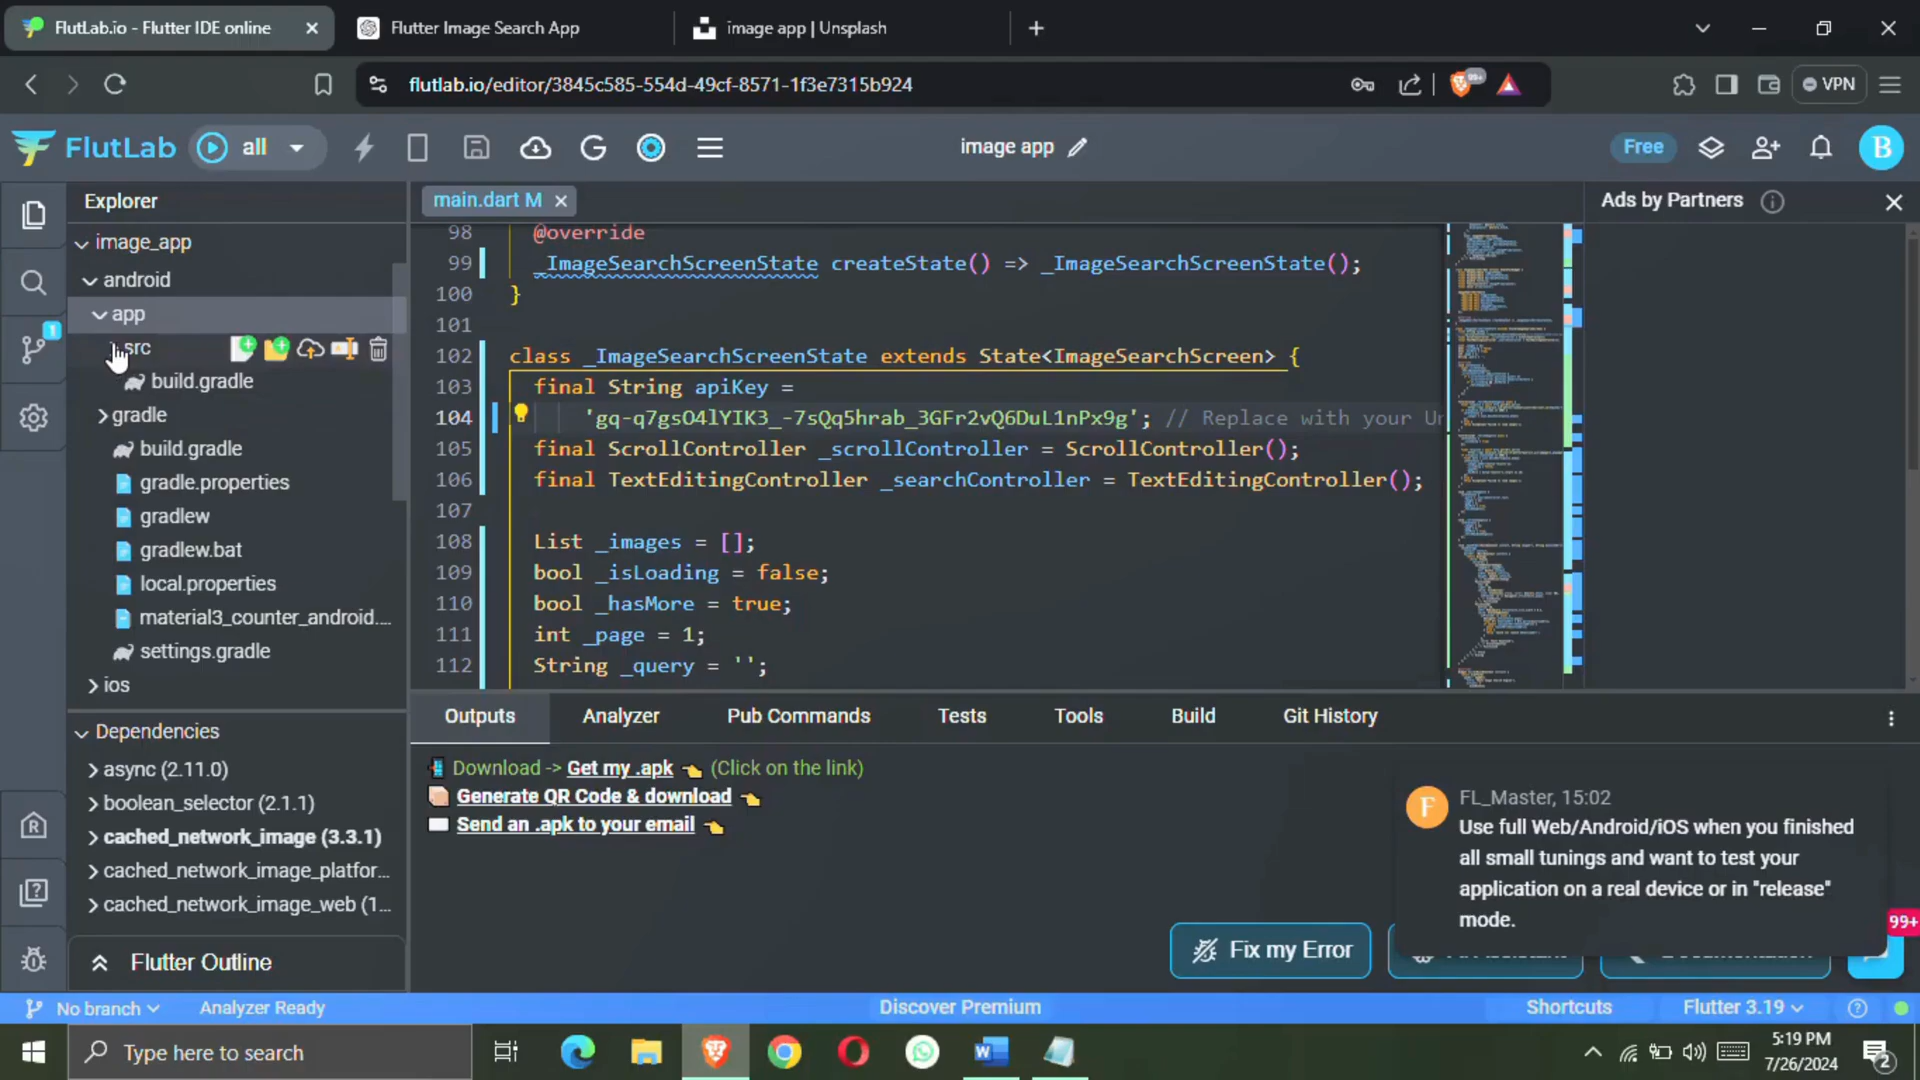 FlutLab.io - Flutter IDE online
Flutter Image Search App
image app | Unsplash
flutlab.io/editor/3845c585-554d-49cf-8571-1f3e7315b924
99+
VPN
FlutLab
all
image app
Free
B
Explorer
image_app
android
app
src
build.gradle
gradle
build.gradle
gradle.properties
gradlew
gradlew.bat
local.properties
material3_counter_android....
settings.gradle
ios
Dependencies
async (2.11.0)
boolean_selector (2.1.1)
cached_network_image (3.3.1)
cached_network_image_platfor...
cached_network_image_web (1...
Flutter Outline
1
main.dart M
98 @override
99 _ImageSearchScreenState createState() => _ImageSearchScreenState();
100 }
101
102 class _ImageSearchScreenState extends State<ImageSearchScreen> {
103 final String apiKey =
104 'gq-q7gsO4lYIK3_-7sQq5hrab_3GFr2vQ6DuL1nPx9g'; // Replace with your Un
105 final ScrollController _scrollController = ScrollController();
106 final TextEditingController _searchController = TextEditingController();
107
108 List _images = [];
109 bool _isLoading = false;
110 bool _hasMore = true;
111 int _page = 1;
112 String _query = '';
Ads by Partners
Outputs
Analyzer
Pub Commands
Tests
Tools
Build
Git History
Download -> Get my .apk (Click on the link)
Generate QR Code & download
Send an .apk to your email
F
FL_Master, 15:02
Use full Web/Android/iOS when you finished
all small tunings and want to test your
application on a real device or in "release"
mode.
99+
Fix my Error
No branch
Analyzer Ready
Discover Premium
Shortcuts
Flutter 3.19
Type here to search
5:19 PM
7/26/2024
2